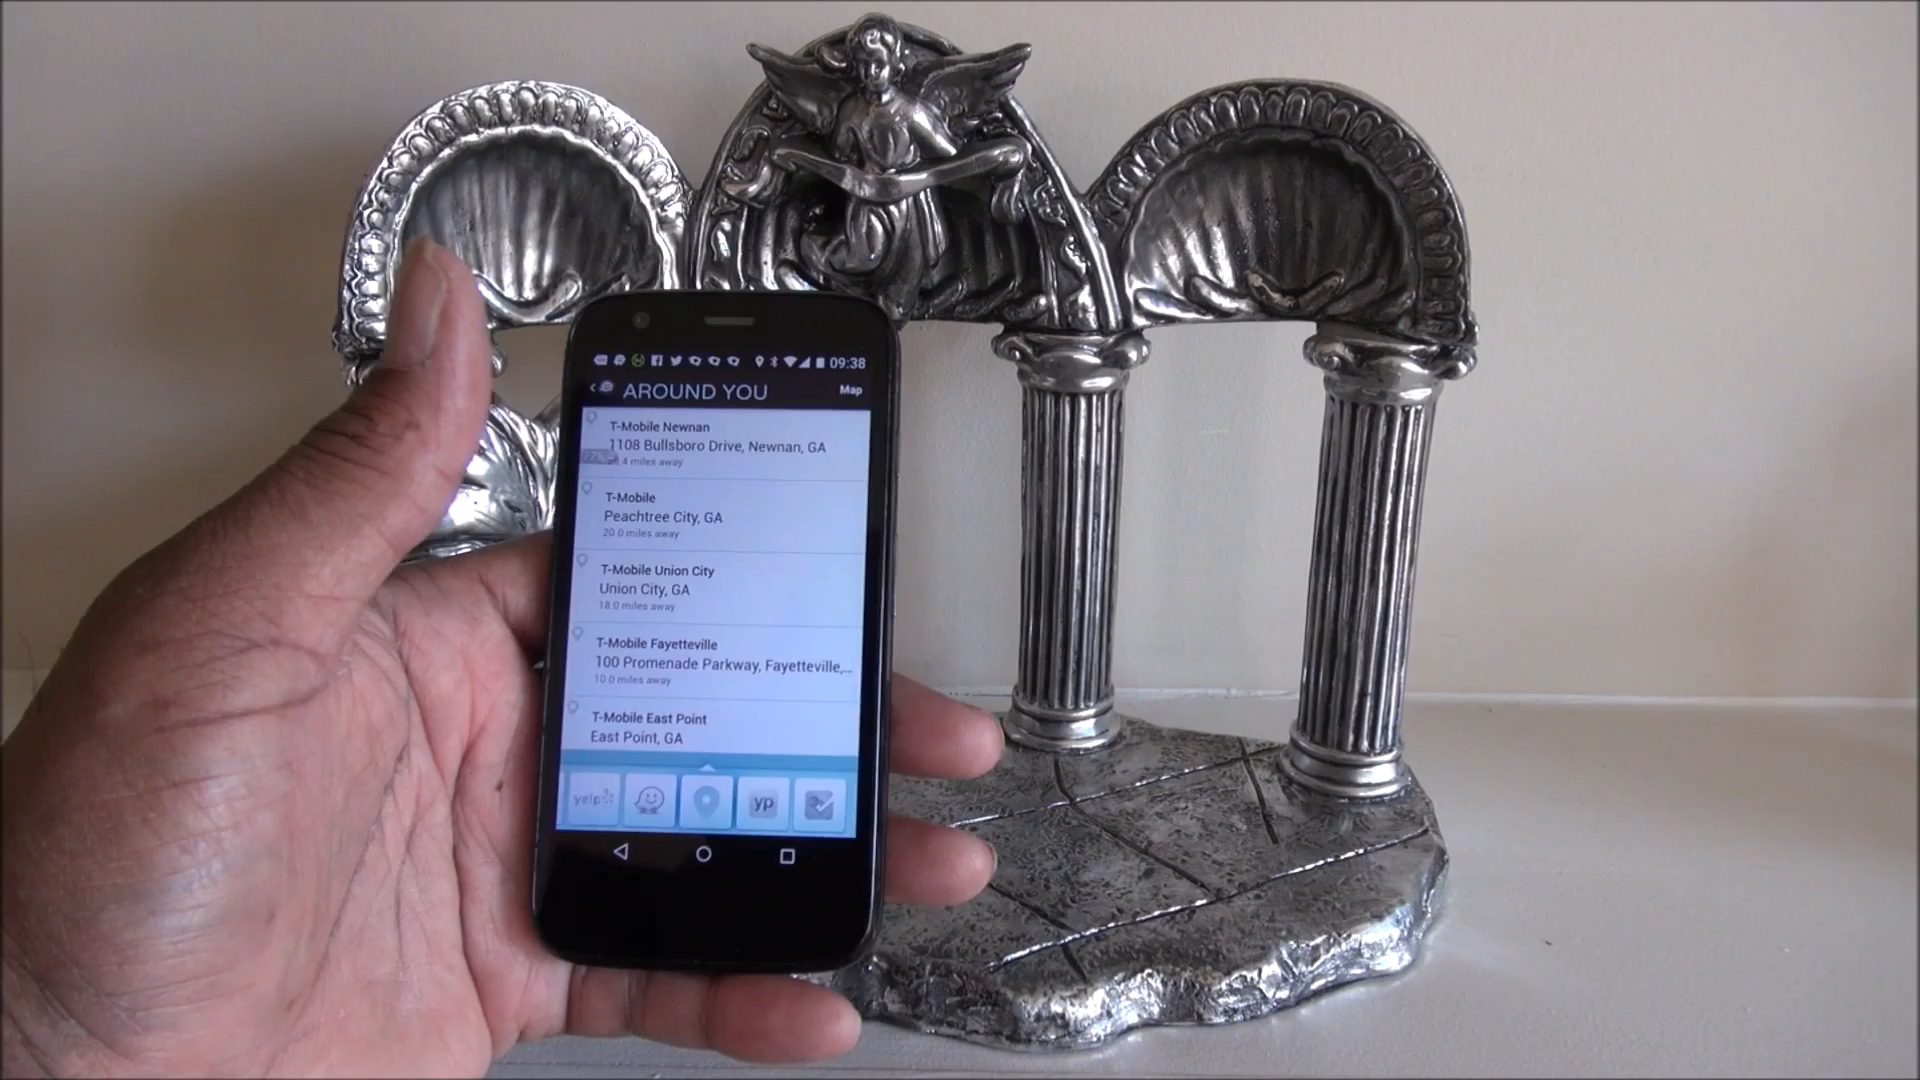 09:38
AROUND YOU Map
T-Mobile Newnan
1108 Bullsboro Drive, Newnan, GA
miles away
T-Mobile
Peachtree City, GA
20.0 miles away
T-Mobile Union City
Union City, GA
18.0 miles away
T-Mobile Fayetteville
100 Promenade Parkway, Fayetteville,...
10.0 miles away
T-Mobile East Point
East Point, GA
yelp yp